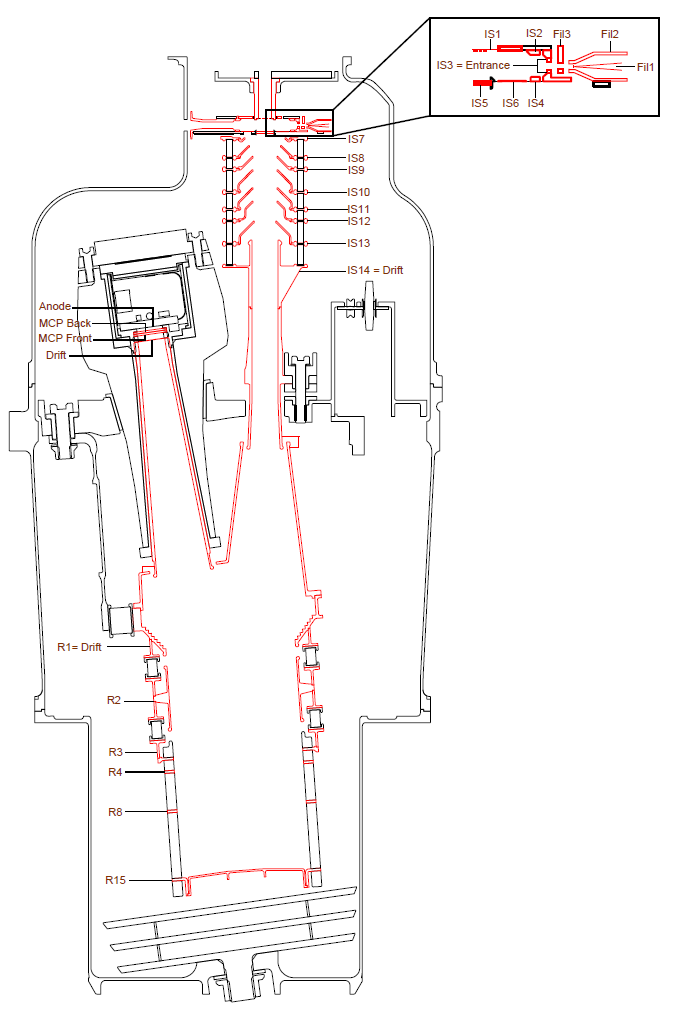 IS1
IS2
Fil3
Fil2
IS3 = Entrance
Fil1
IS5
IS6
IS4
IS7
IS8
IS9
IS10
IS11
IS12
IS13
IS14 = Drift
Anode
MCP Back
MCP Front
Drift
R1= Drift
R2
R3
R4
R8
R15